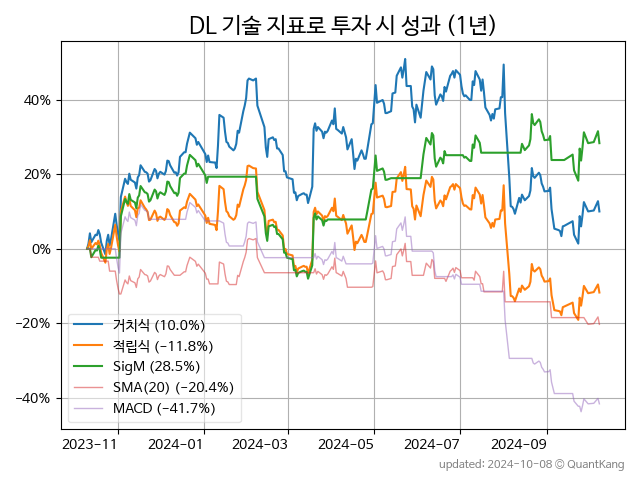 DL 기술 지표로 투자 시 성과 (1년)
40%
20%
0%
−20%
−40%
거치식 (10.0%)
적립식 (−11.8%)
SigM (28.5%)
SMA(20) (−20.4%)
MACD (−41.7%)
2023-11 2024-01 2024-03 2024-05 2024-07 2024-09
updated: 2024-10-08 ⓒ QuantKang